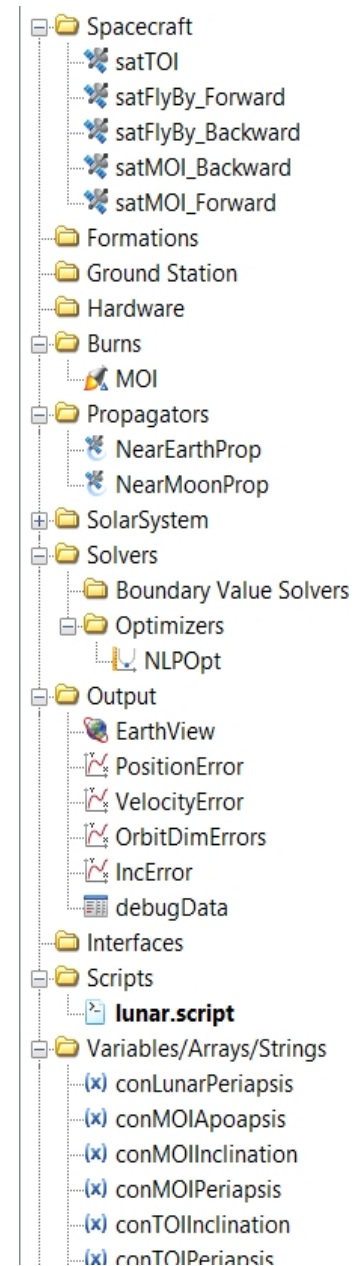 Spacecraft
satTOI
satFlyBy_Forward
satFlyBy_Backward
satMOI_Backward
satMOI_Forward
Formations
Ground Station
Hardware
Burns
MOI
Propagators
NearEarthProp
NearMoonProp
SolarSystem
Solvers
Boundary Value Solvers
Optimizers
NLPOpt
Output
EarthView
PositionError
VelocityError
OrbitDimErrors
IncError
debugData
Interfaces
Scripts
lunar.script
Variables/Arrays/Strings
(x) conLunarPeriapsis
(x) conMOIApoapsis
(x) conMOIInclination
(x) conMOIPeriapsis
(x) conTOIInclination
(x) conTOIPeriapsis